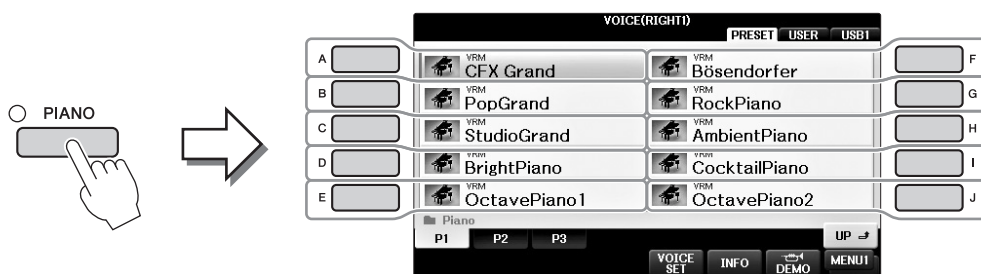 PIANO
VOICE(RIGHT1)
PRESET USER USB1
A VRM CFX Grand VRM Bösendorfer F
B VRM PopGrand VRM RockPiano G
C VRM StudioGrand VRM AmbientPiano H
D VRM BrightPiano VRM CocktailPiano I
E VRM OctavePiano1 VRM OctavePiano2 J
Piano
P1 P2 P3 UP
VOICE SET INFO DEMO MENU1